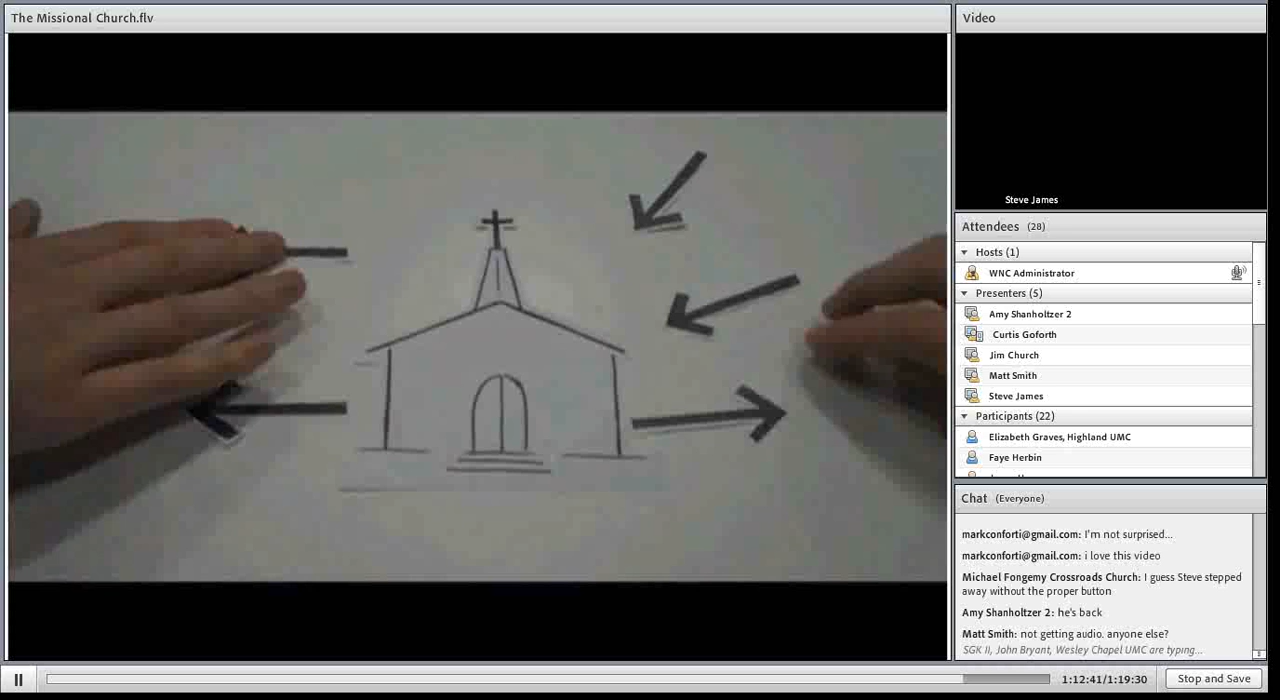 The Missional Church.flv
Video
Steve James
Attendees (28)
Hosts (1)
WNC Administrator
Presenters (5)
Amy Shanholtzer 2
Curtis Goforth
Jim Church
Matt Smith
Steve James
Participants (22)
Elizabeth Graves, Highland UMC
Faye Herbin
Chat (Everyone)
markconforti@gmail.com: I'm not surprised...
markconforti@gmail.com: i love this video
Michael Fongemy Crossroads Church: I guess Steve stepped
away without the proper button
Amy Shanholtzer 2: he's back
Matt Smith: not getting audio. anyone else?
SGK II, John Bryant, Wesley Chapel UMC are typing...
1:12:41/1:19:30
Stop and Save